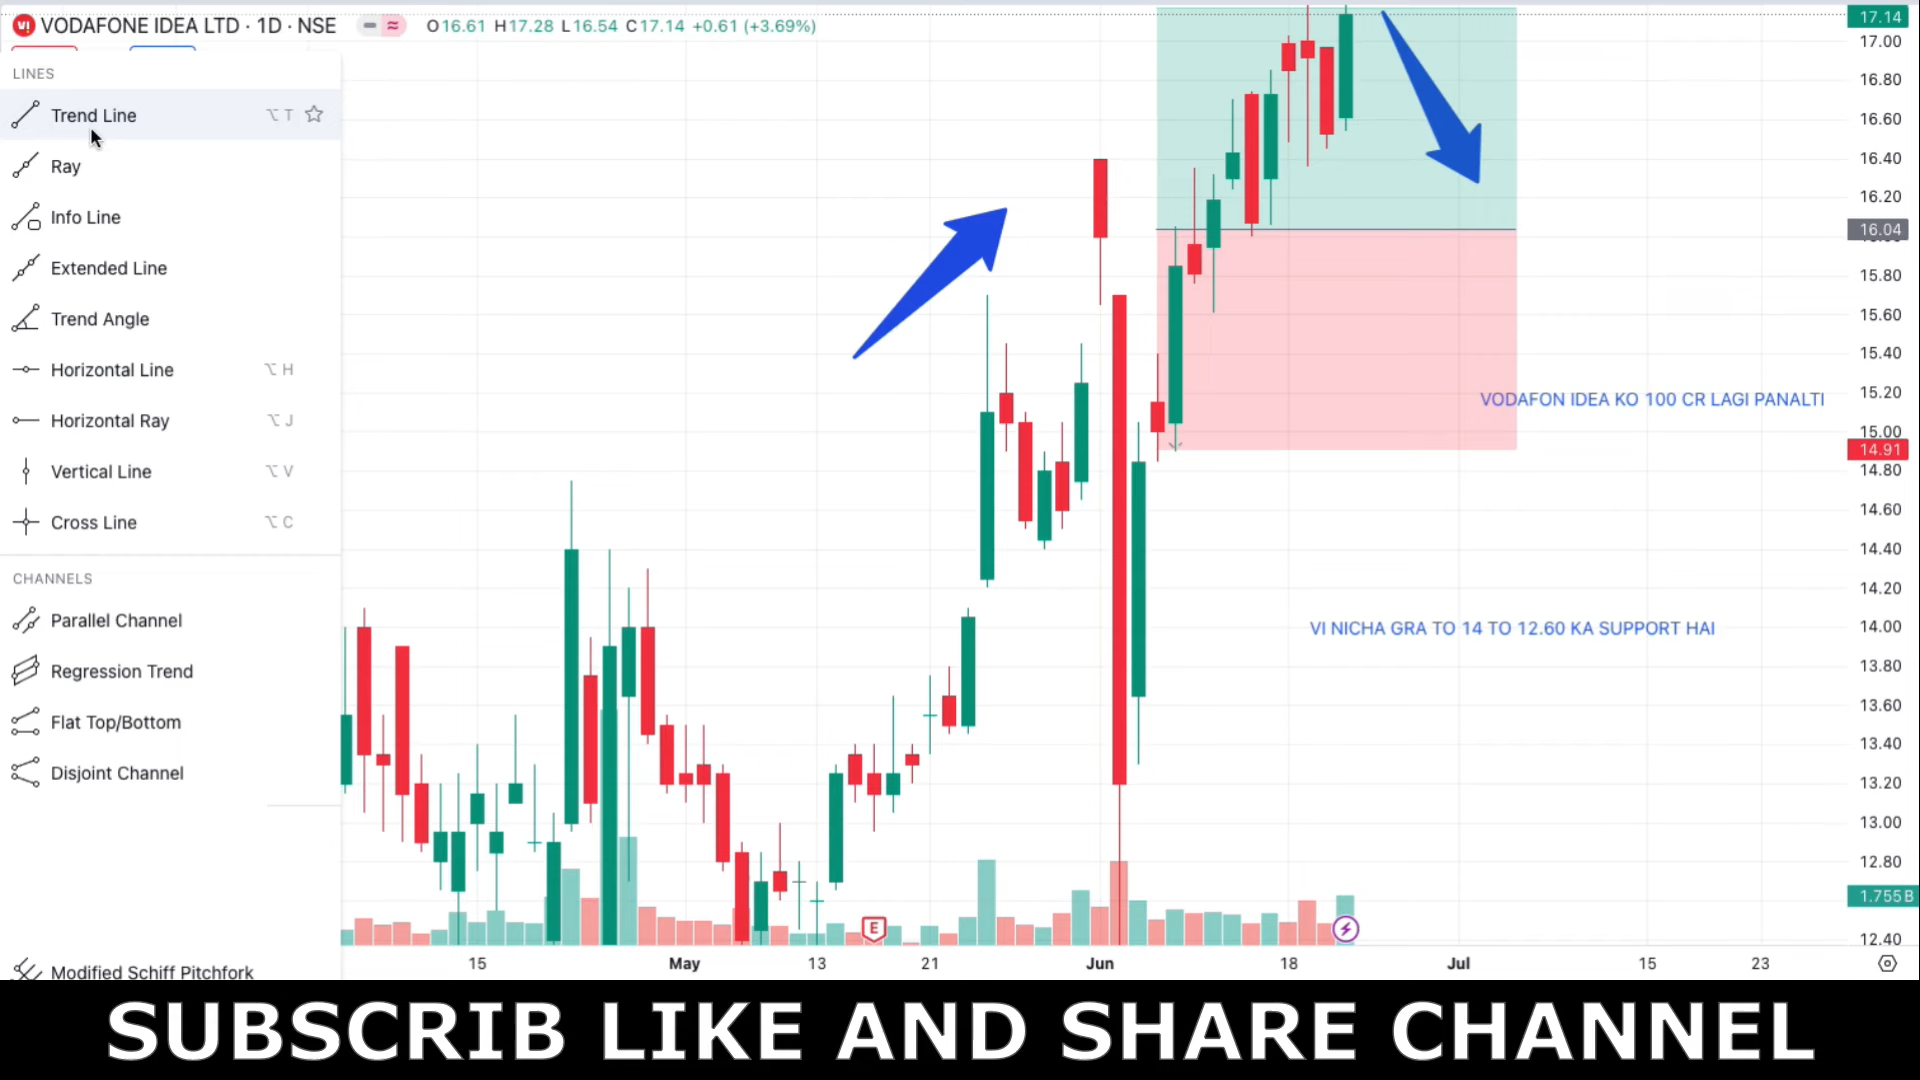 VODAFONE IDEA LTD · 1D · NSE
O16.61 H17.28 L16.54 C17.14 +0.61 (+3.69%)
LINES
Trend Line ⌥ T
Ray
Info Line
Extended Line
Trend Angle
Horizontal Line ⌥ H
Horizontal Ray ⌥ J
Vertical Line ⌥ V
Cross Line ⌥ C
CHANNELS
Parallel Channel
Regression Trend
Flat Top/Bottom
Disjoint Channel
Modified Schiff Pitchfork
VODAFON IDEA KO 100 CR LAGI PANALTI
VI NICHA GRA TO 14 TO 12.60 KA SUPPORT HAI
E
17.14
17.00
16.80
16.60
16.40
16.20
16.04
15.80
15.60
15.40
15.20
15.00
14.91
14.80
14.60
14.40
14.20
14.00
13.80
13.60
13.40
13.20
13.00
12.80
1.755B
12.40
15 May 13 21 Jun 18 Jul 15 23
SUBSCRIB LIKE AND SHARE CHANNEL